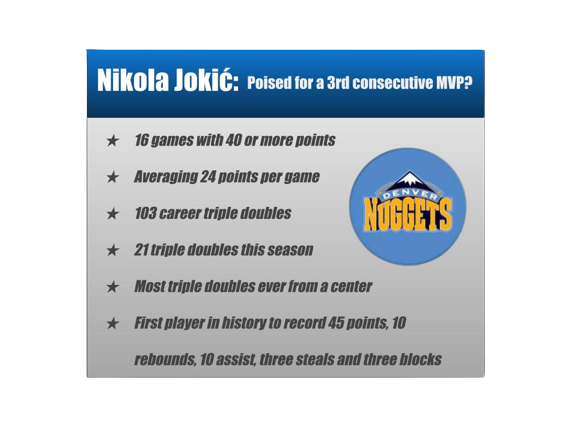 Nikola Jokić: Poised for a 3rd consecutive MVP?
★ 16 games with 40 or more points
★ Averaging 24 points per game
★ 103 career triple doubles
DENVER
NUGGETS
★ 21 triple doubles this season
★ Most triple doubles ever from a center
★ First player in history to record 45 points, 10
rebounds, 10 assist, three steals and three blocks